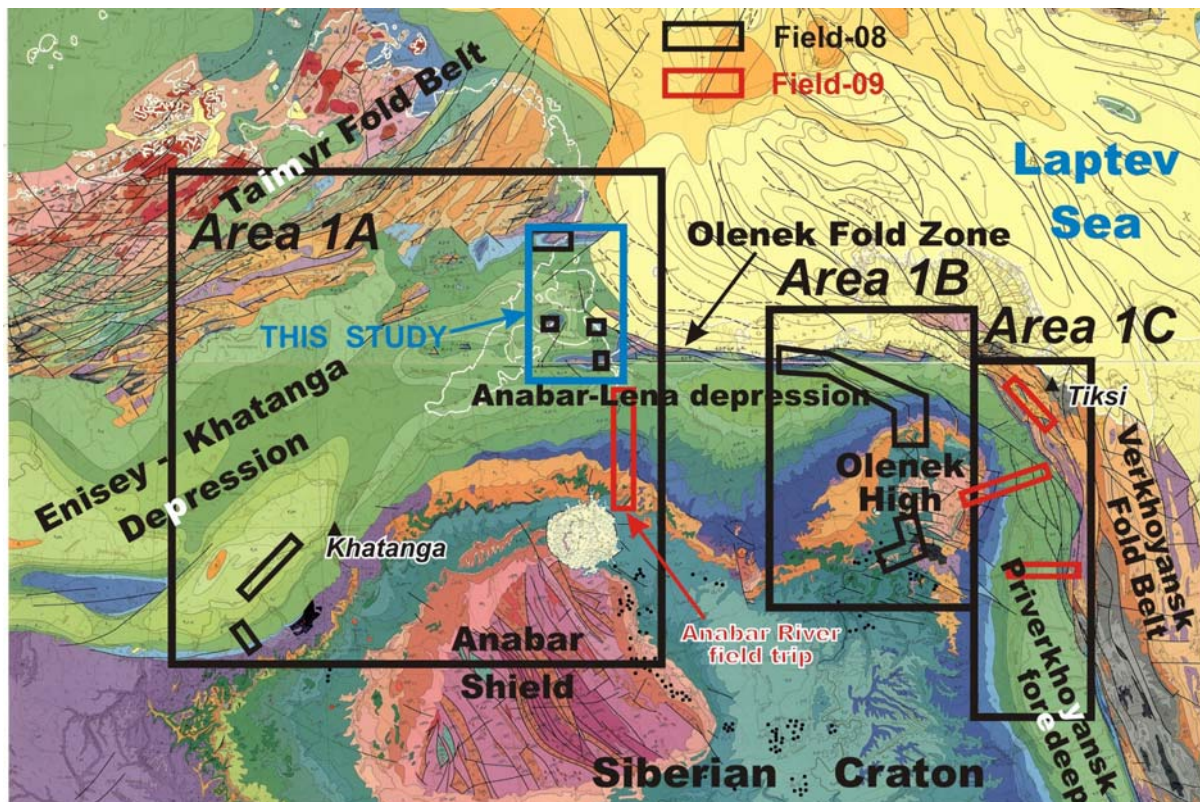 Field-08
Field-09
Taimyr Fold Belt
Laptev
Sea
Area 1A
Olenek Fold Zone
Area 1B
Area 1C
THIS STUDY
Anabar-Lena depression
Tiksi
Enisey - Khatanga
Depression
Olenek
High
Verkhoyansk
Fold Belt
Khatanga
Priverkhoyansk
foredeep
Anabar River
field trip
Anabar
Shield
Siberian Craton